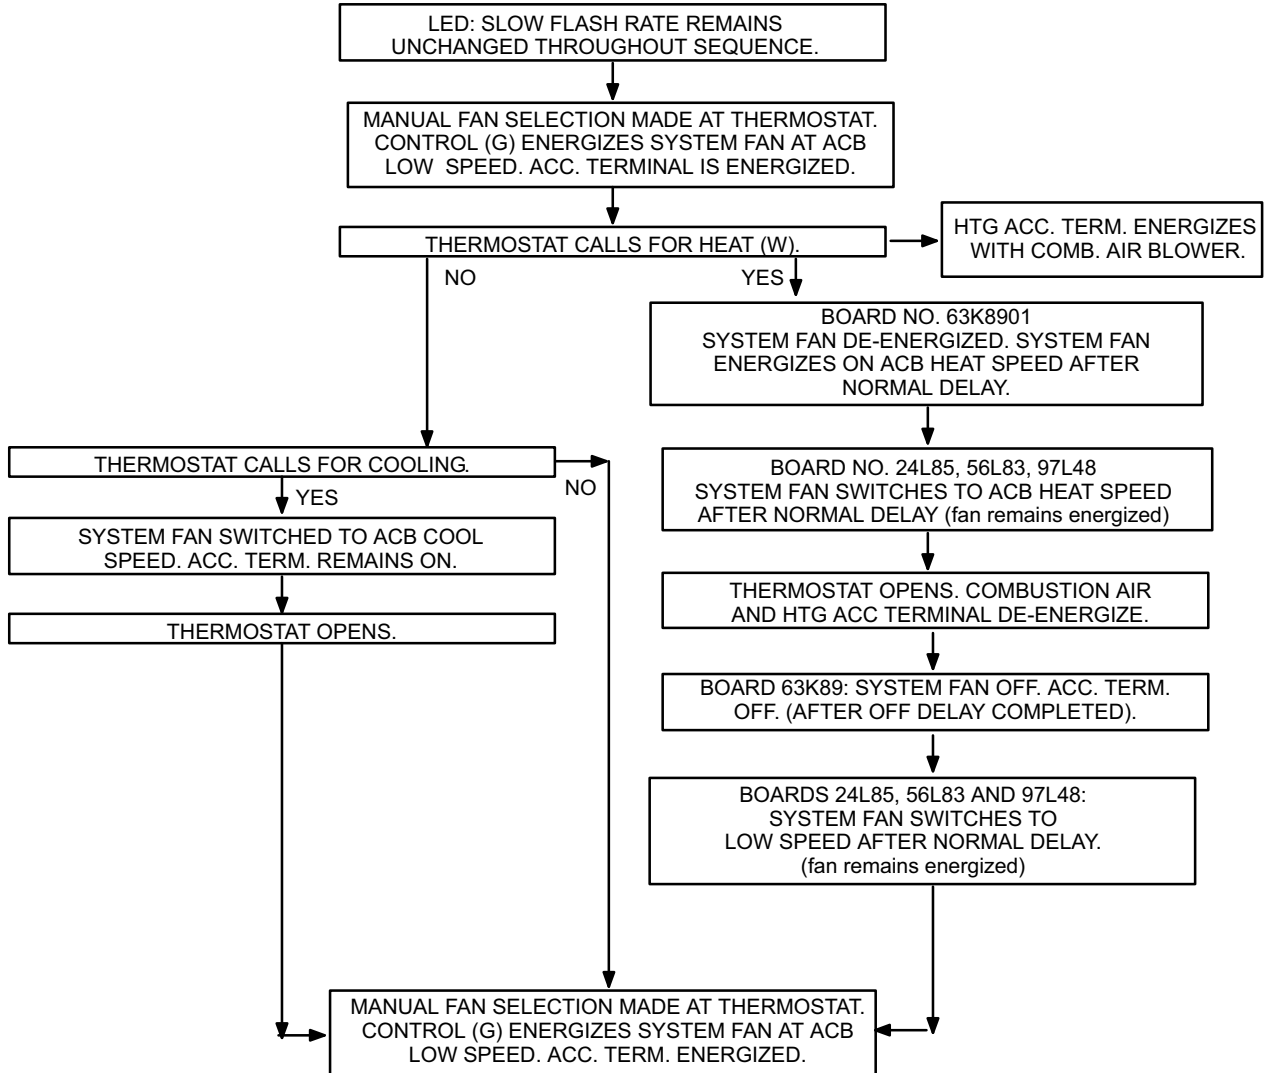 LED: SLOW FLASH RATE REMAINS
UNCHANGED THROUGHOUT SEQUENCE.
MANUAL FAN SELECTION MADE AT THERMOSTAT.
CONTROL (G) ENERGIZES SYSTEM FAN AT ACB
LOW SPEED. ACC. TERMINAL IS ENERGIZED.
THERMOSTAT CALLS FOR HEAT (W).
HTG ACC. TERM. ENERGIZES
WITH COMB. AIR BLOWER.
NO
YES
BOARD NO. 63K8901
SYSTEM FAN DE-ENERGIZED. SYSTEM FAN
ENERGIZES ON ACB HEAT SPEED AFTER
NORMAL DELAY.
THERMOSTAT CALLS FOR COOLING.
NO
YES
SYSTEM FAN SWITCHED TO ACB COOL
SPEED. ACC. TERM. REMAINS ON.
THERMOSTAT OPENS.
BOARD NO. 24L85, 56L83, 97L48
SYSTEM FAN SWITCHES TO ACB HEAT SPEED
AFTER NORMAL DELAY (fan remains energized)
THERMOSTAT OPENS. COMBUSTION AIR
AND HTG ACC TERMINAL DE-ENERGIZE.
BOARD 63K89: SYSTEM FAN OFF. ACC. TERM.
OFF. (AFTER OFF DELAY COMPLETED).
BOARDS 24L85, 56L83 AND 97L48:
SYSTEM FAN SWITCHES TO
LOW SPEED AFTER NORMAL DELAY.
(fan remains energized)
MANUAL FAN SELECTION MADE AT THERMOSTAT.
CONTROL (G) ENERGIZES SYSTEM FAN AT ACB
LOW SPEED. ACC. TERM. ENERGIZED.